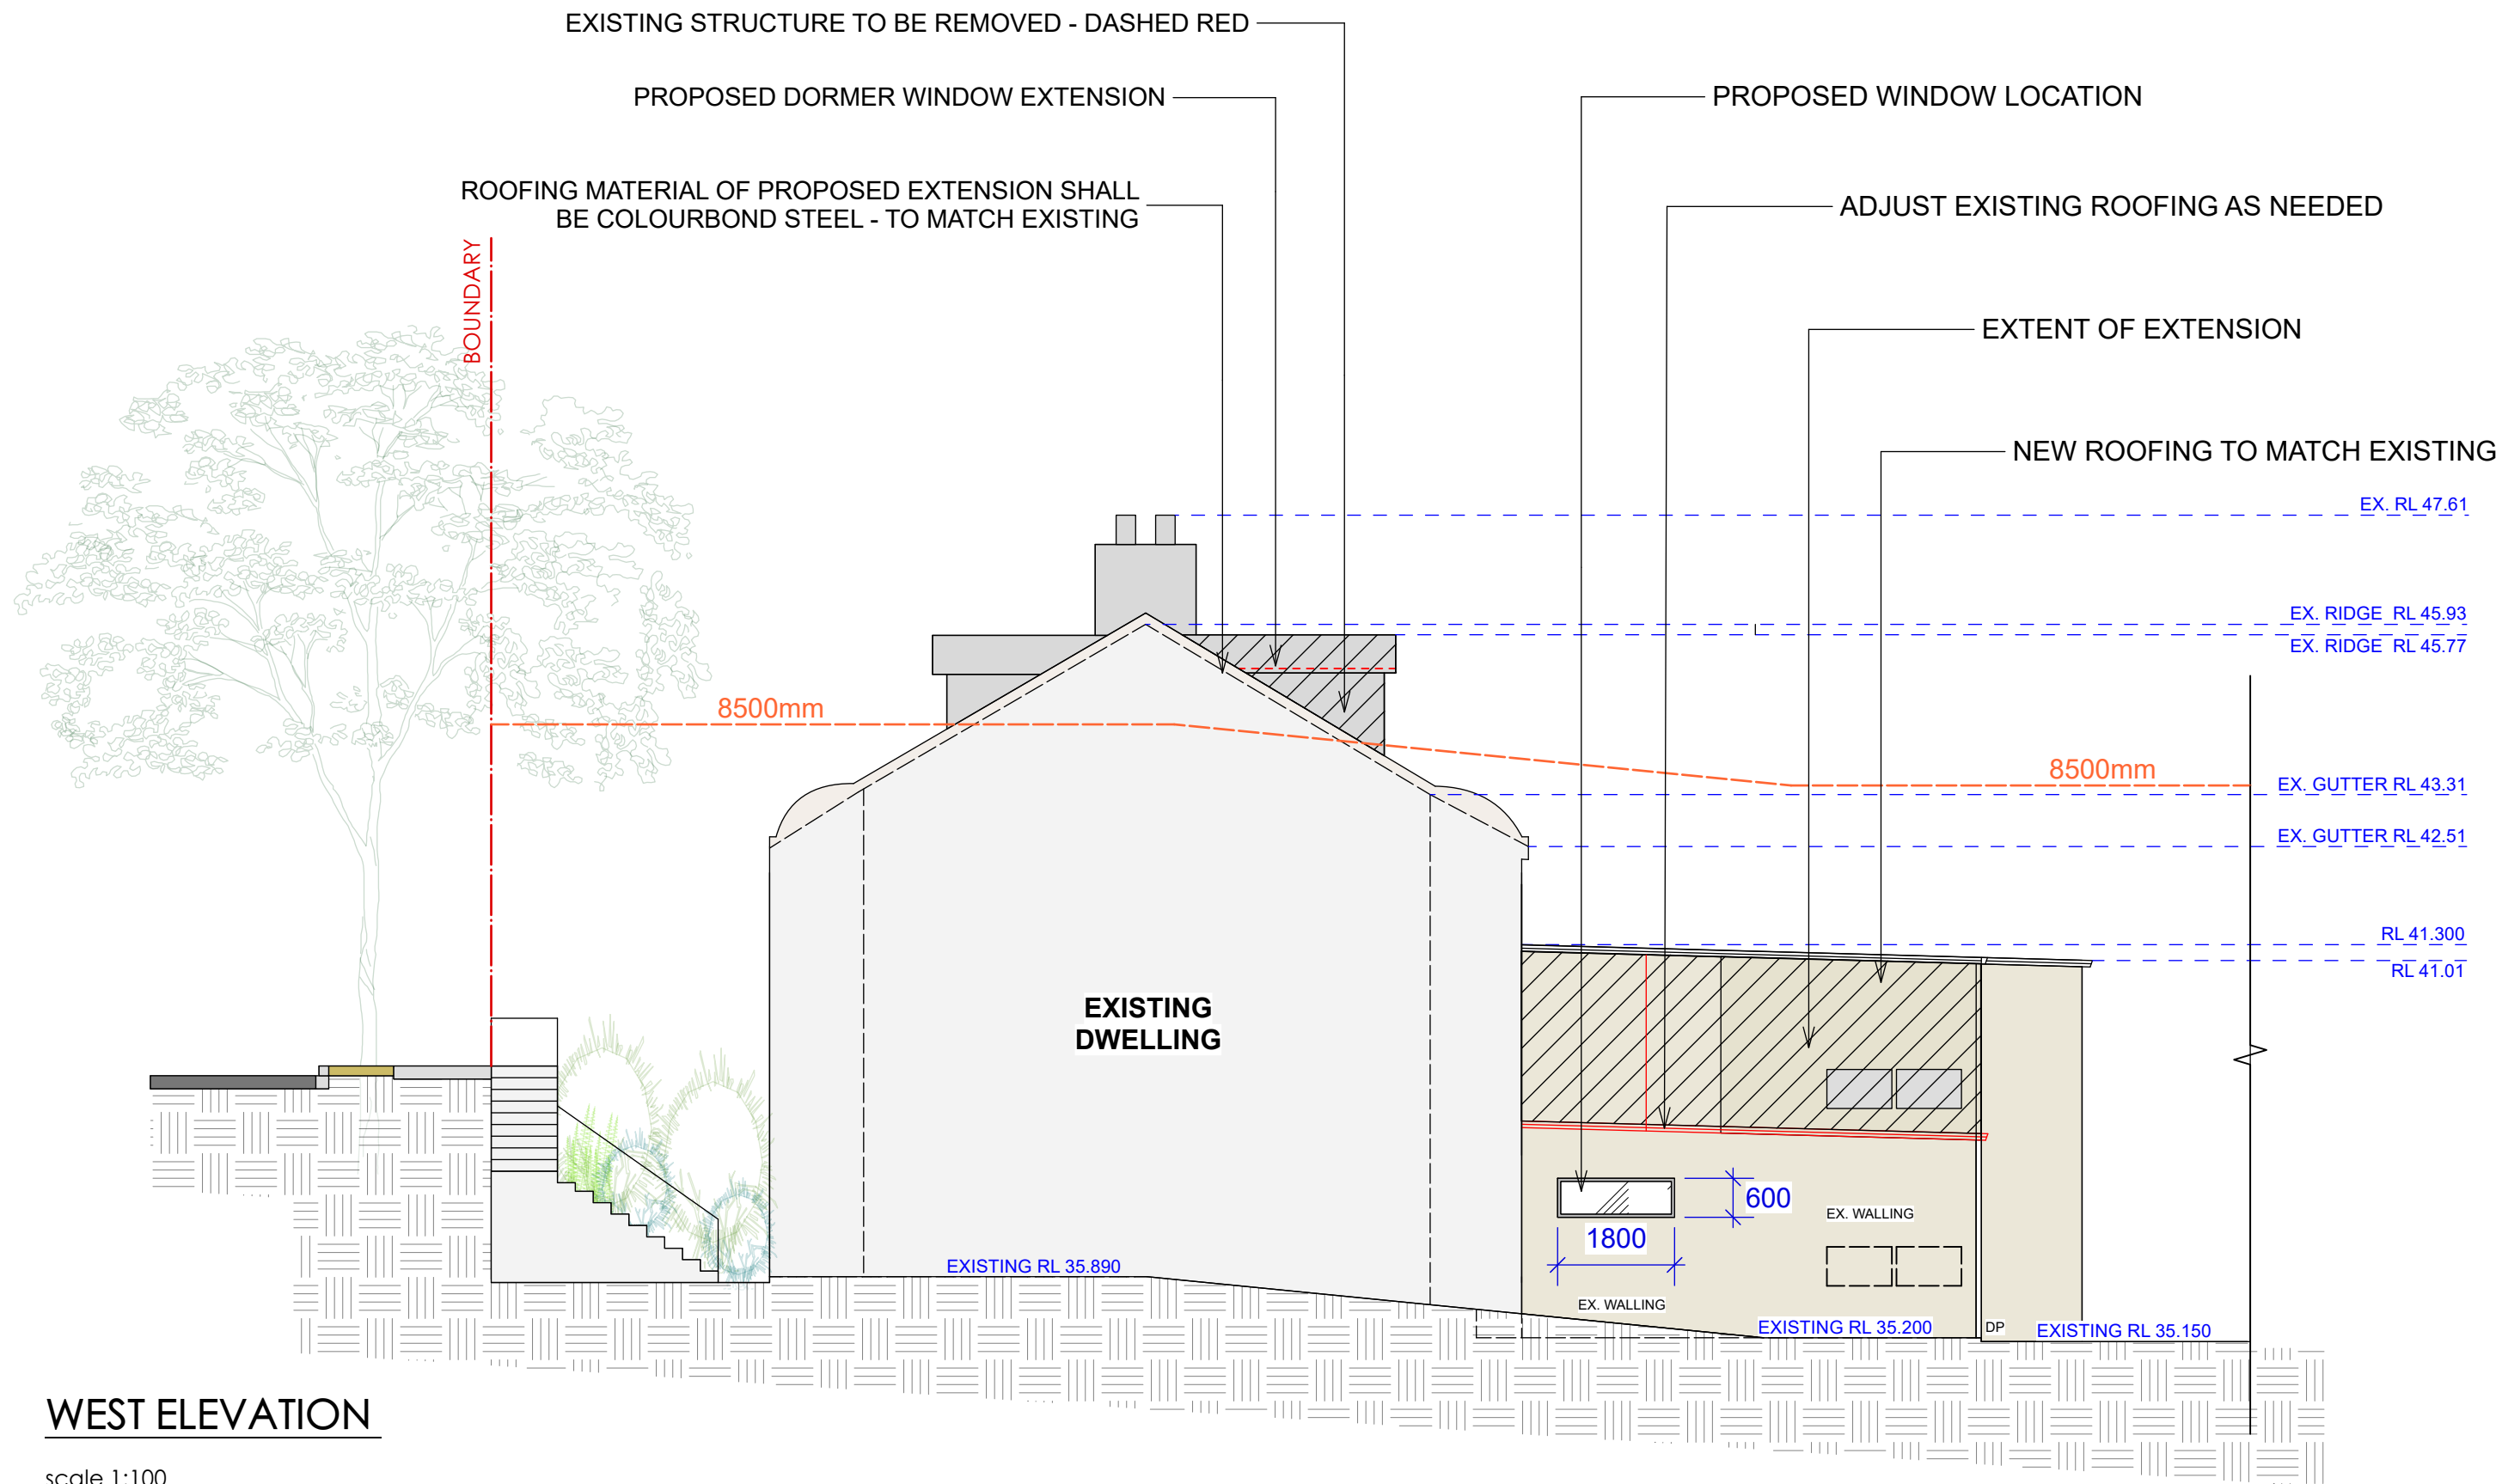 EXISTING STRUCTURE TO BE REMOVED - DASHED RED
PROPOSED DORMER WINDOW EXTENSION
PROPOSED WINDOW LOCATION
ROOFING MATERIAL OF PROPOSED EXTENSION SHALL
BE COLOURBOND STEEL - TO MATCH EXISTING
ADJUST EXISTING ROOFING AS NEEDED
BOUNDARY
EXTENT OF EXTENSION
NEW ROOFING TO MATCH EXISTING
EX. RL 47.61
EX. RIDGE RL 45.93
EX. RIDGE RL 45.77
8500mm
8500mm
EX. GUTTER RL 43.31
EX. GUTTER RL 42.51
RL 41.300
RL 41.01
EXISTING
DWELLING
600
EX. WALLING
1800
EXISTING RL 35.890
EX. WALLING
EXISTING RL 35.200
DP
EXISTING RL 35.150
WEST ELEVATION
scale 1:100